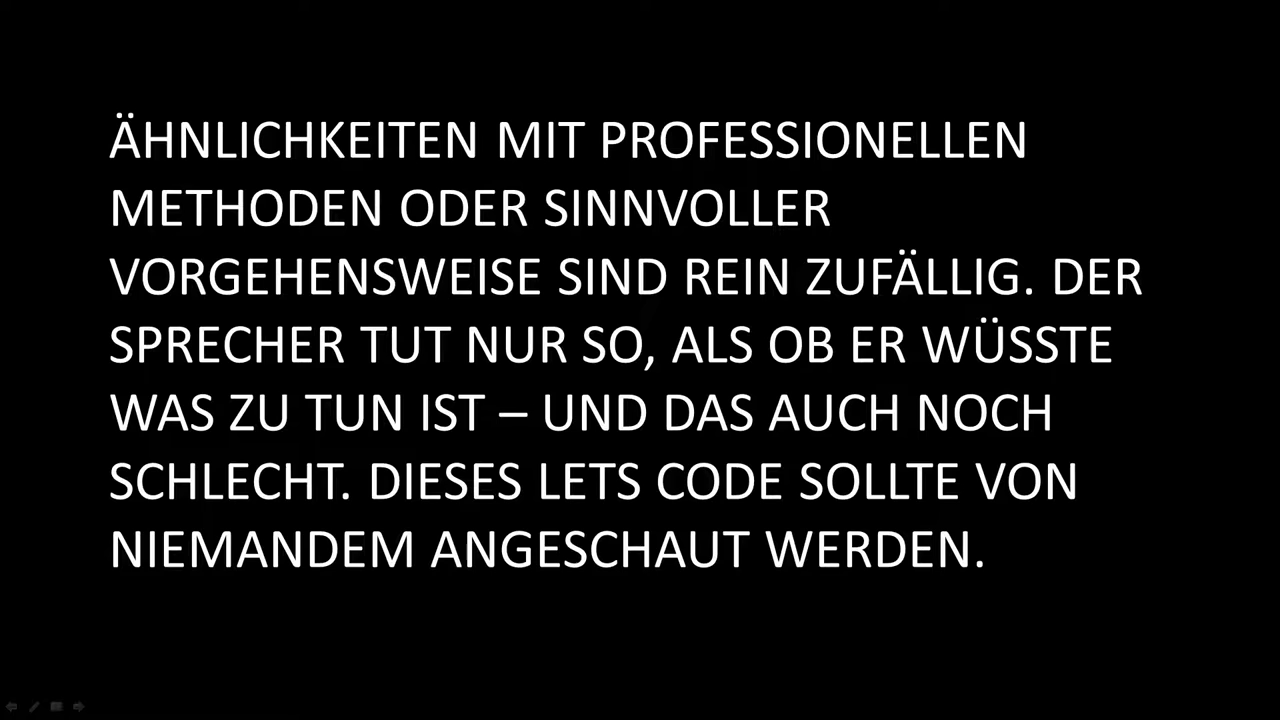 ÄHNLICHKEITEN MIT PROFESSIONELLEN
METHODEN ODER SINNVOLLER
VORGEHENSWEISE SIND REIN ZUFÄLLIG. DER
SPRECHER TUT NUR SO, ALS OB ER WÜSSTE
WAS ZU TUN IST – UND DAS AUCH NOCH
SCHLECHT. DIESES LETS CODE SOLLTE VON
NIEMANDEM ANGESCHAUT WERDEN.